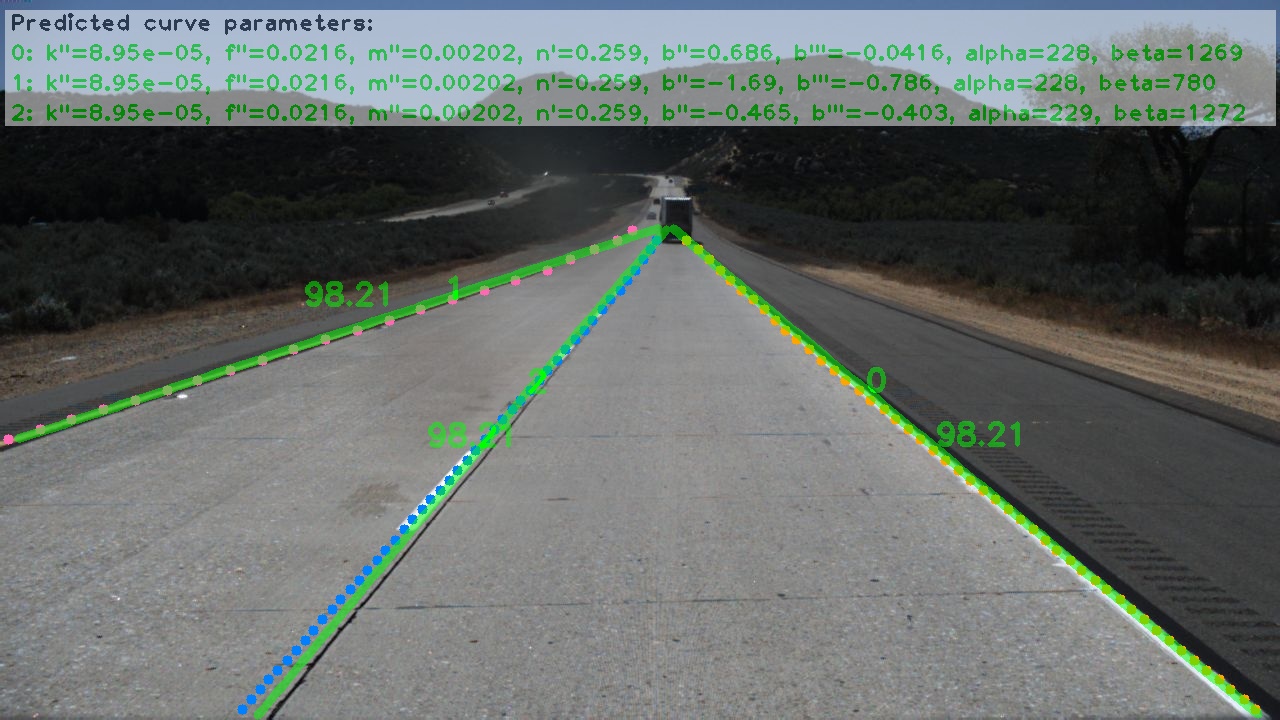 Predicted curve parameters:
0: k''=8.95e-05, f''=0.0216, m''=0.00202, n'=0.259, b''=0.686, b'''=-0.0416, alpha=228, beta=1269
1: k''=8.95e-05, f''=0.0216, m''=0.00202, n'=0.259, b''=-1.69, b'''=-0.786, alpha=228, beta=780
2: k''=8.95e-05, f''=0.0216, m''=0.00202, n'=0.259, b''=-0.465, b'''=-0.403, alpha=229, beta=1272
98.21 1
2 0
98.21 98.21